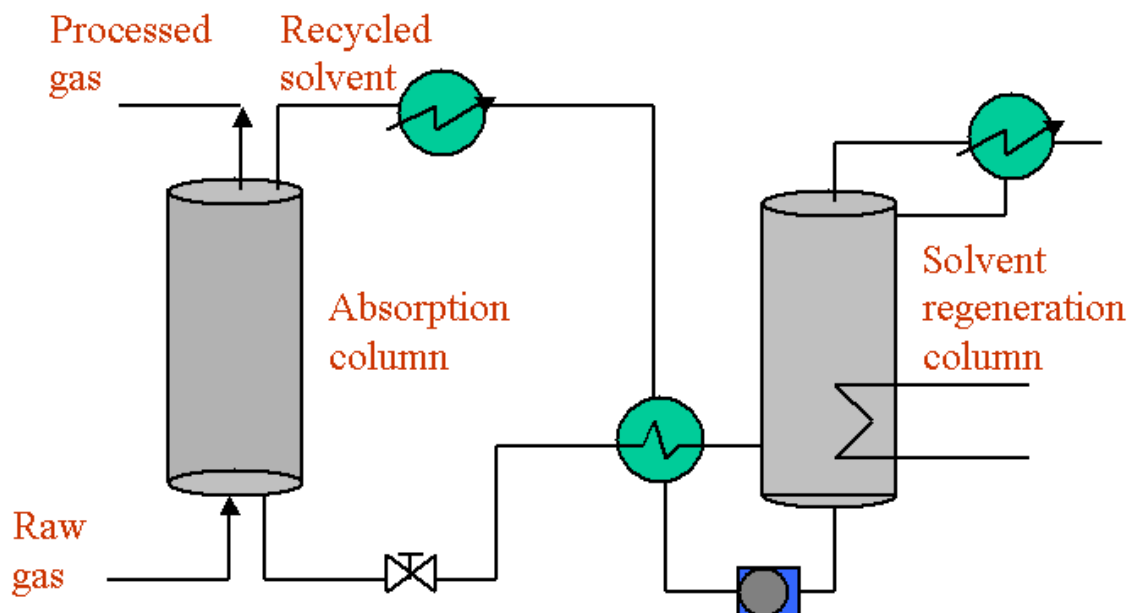 Processed
gas
Recycled
solvent
Absorption
column
Solvent
regeneration
column
Raw
gas